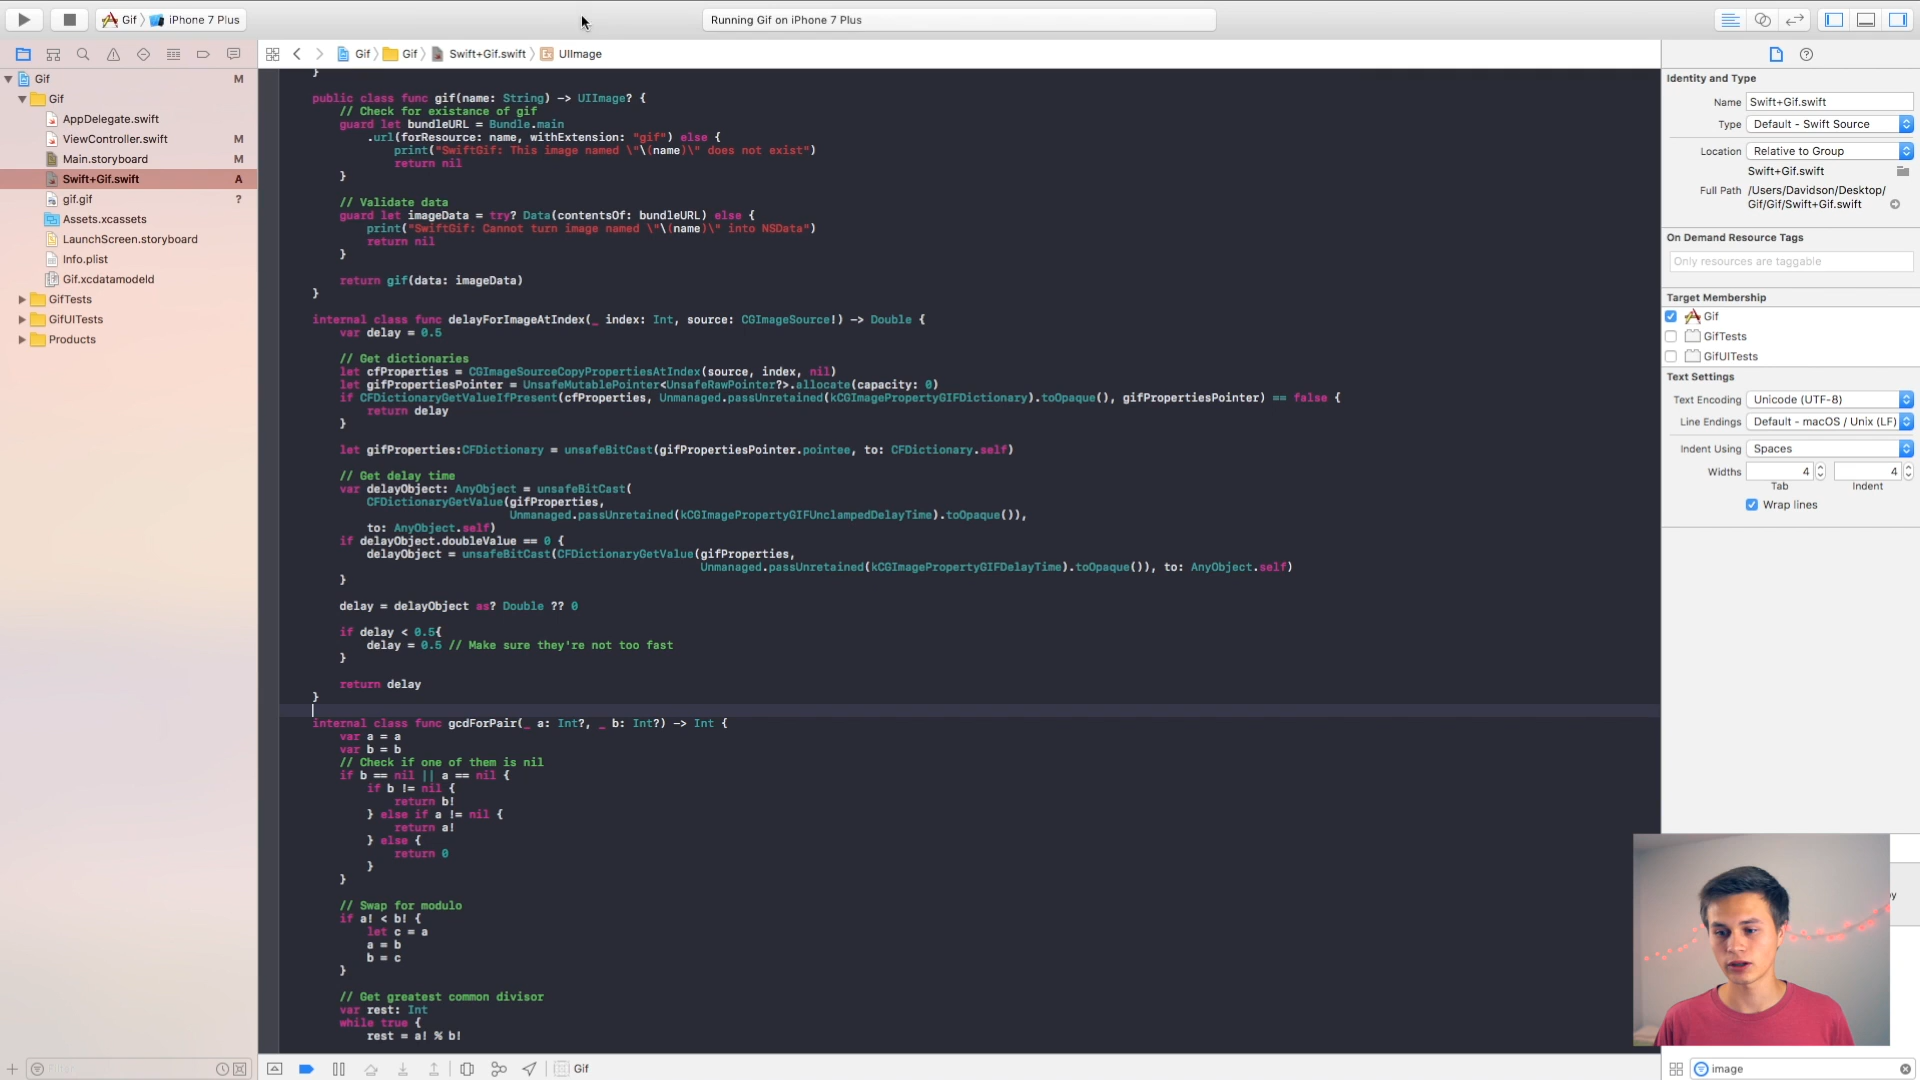 Gif
iPhone 7 Plus
Running Gif on iPhone 7 Plus
Gif
Gif
Swift+Gif.swift
UIImage
Gif M
Gif
AppDelegate.swift
ViewController.swift M
Main.storyboard M
Swift+Gif.swift A
gif.gif ?
Assets.xcassets
LaunchScreen.storyboard
Info.plist
Gif.xcdatamodeld
GifTests
GifUITests
Products
}
public class func gif(name: String) -> UIImage? {
// Check for existance of gif
guard let bundleURL = Bundle.main
.url(forResource: name, withExtension: "gif") else {
print("SwiftGif: This image named \"\(name)\" does not exist")
return nil
}
// Validate data
guard let imageData = try? Data(contentsOf: bundleURL) else {
print("SwiftGif: Cannot turn image named \"\(name)\" into NSData")
return nil
}
return gif(data: imageData)
}
internal class func delayForImageAtIndex(_ index: Int, source: CGImageSource!) -> Double {
var delay = 0.5
// Get dictionaries
let cfProperties = CGImageSourceCopyPropertiesAtIndex(source, index, nil)
let gifPropertiesPointer = UnsafeMutablePointer<UnsafeRawPointer?>.allocate(capacity: 0)
if CFDictionaryGetValueIfPresent(cfProperties, Unmanaged.passUnretained(kCGImagePropertyGIFDictionary).toOpaque(), gifPropertiesPointer) == false {
return delay
}
let gifProperties:CFDictionary = unsafeBitCast(gifPropertiesPointer.pointee, to: CFDictionary.self)
// Get delay time
var delayObject: AnyObject = unsafeBitCast(
CFDictionaryGetValue(gifProperties,
Unmanaged.passUnretained(kCGImagePropertyGIFUnclampedDelayTime).toOpaque()),
to: AnyObject.self)
if delayObject.doubleValue == 0 {
delayObject = unsafeBitCast(CFDictionaryGetValue(gifProperties,
Unmanaged.passUnretained(kCGImagePropertyGIFDelayTime).toOpaque()), to: AnyObject.self)
}
delay = delayObject as? Double ?? 0
if delay < 0.5{
delay = 0.5 // Make sure they're not too fast
}
return delay
}
internal class func gcdForPair(_ a: Int?, _ b: Int?) -> Int {
var a = a
var b = b
// Check if one of them is nil
if b == nil || a == nil {
if b != nil {
return b!
} else if a != nil {
return a!
} else {
return 0
}
}
// Swap for modulo
if a! < b! {
let c = a
a = b
b = c
}
// Get greatest common divisor
var rest: Int
while true {
rest = a! % b!
Gif
Identity and Type
Name Swift+Gif.swift
Type Default - Swift Source
Location Relative to Group
Swift+Gif.swift
Full Path /Users/Davidson/Desktop/
Gif/Gif/Swift+Gif.swift
On Demand Resource Tags
Only resources are taggable
Target Membership
Gif
GifTests
GifUITests
Text Settings
Text Encoding Unicode (UTF-8)
Line Endings Default - macOS / Unix (LF)
Indent Using Spaces
Widths 4 4
Tab Indent
Wrap lines
image